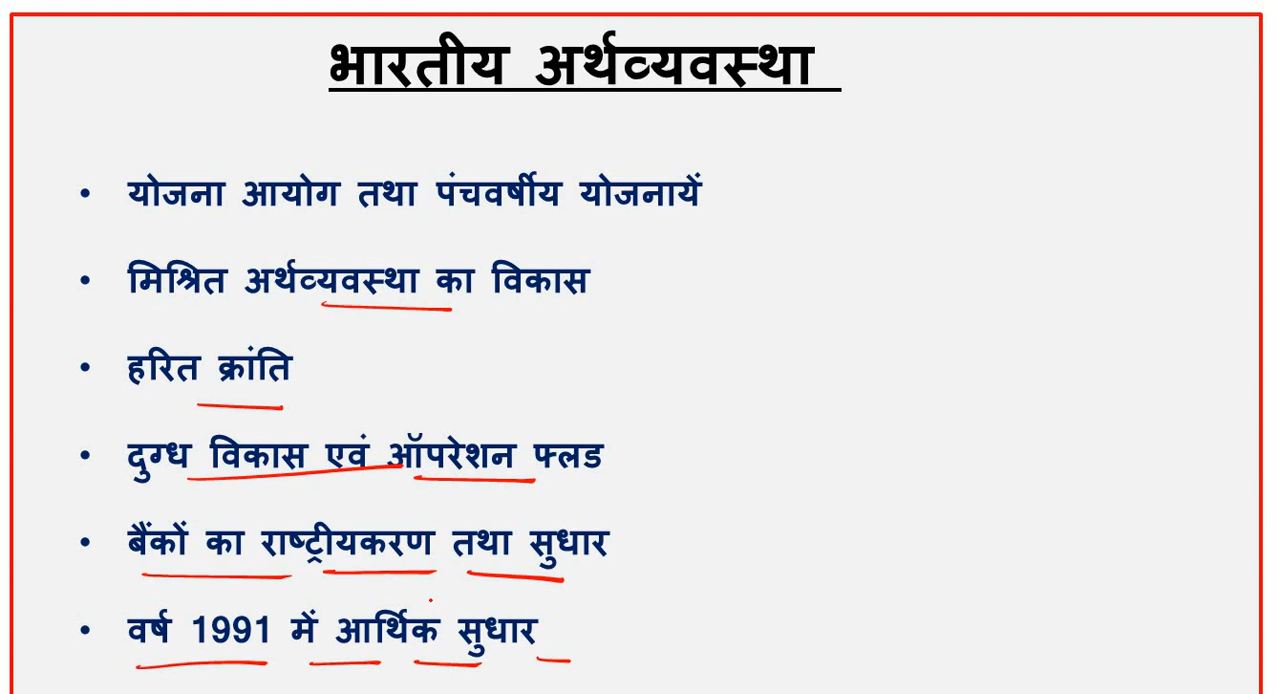 भारतीय अर्थव्यवस्था
• योजना आयोग तथा पंचवर्षीय योजनायें
• मिश्रित अर्थव्यवस्था का विकास
• हरित क्रांति
• दुग्ध विकास एवं ऑपरेशन फ्लड
• बैंकों का राष्ट्रीयकरण तथा सुधार
• वर्ष 1991 में आर्थिक सुधार